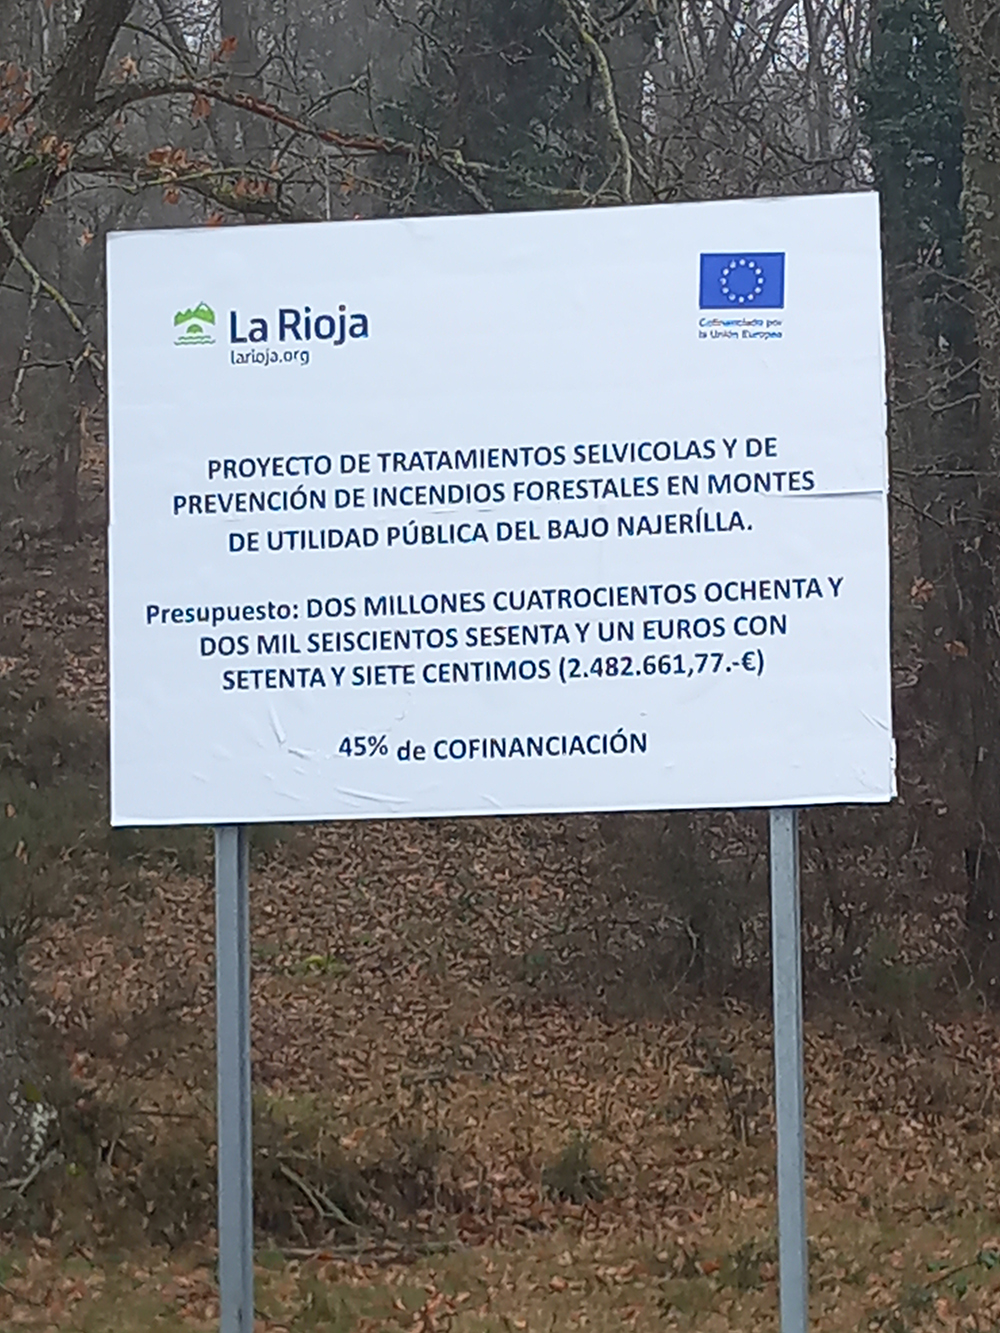 La Rioja
larioja.org
Cofinanciado por
la Unión Europea
PROYECTO DE TRATAMIENTOS SELVICOLAS Y DE
PREVENCIÓN DE INCENDIOS FORESTALES EN MONTES
DE UTILIDAD PÚBLICA DEL BAJO NAJERÍLLA.
Presupuesto: DOS MILLONES CUATROCIENTOS OCHENTA Y
DOS MIL SEISCIENTOS SESENTA Y UN EUROS CON
SETENTA Y SIETE CENTIMOS (2.482.661,77.-€)
45% de COFINANCIACIÓN